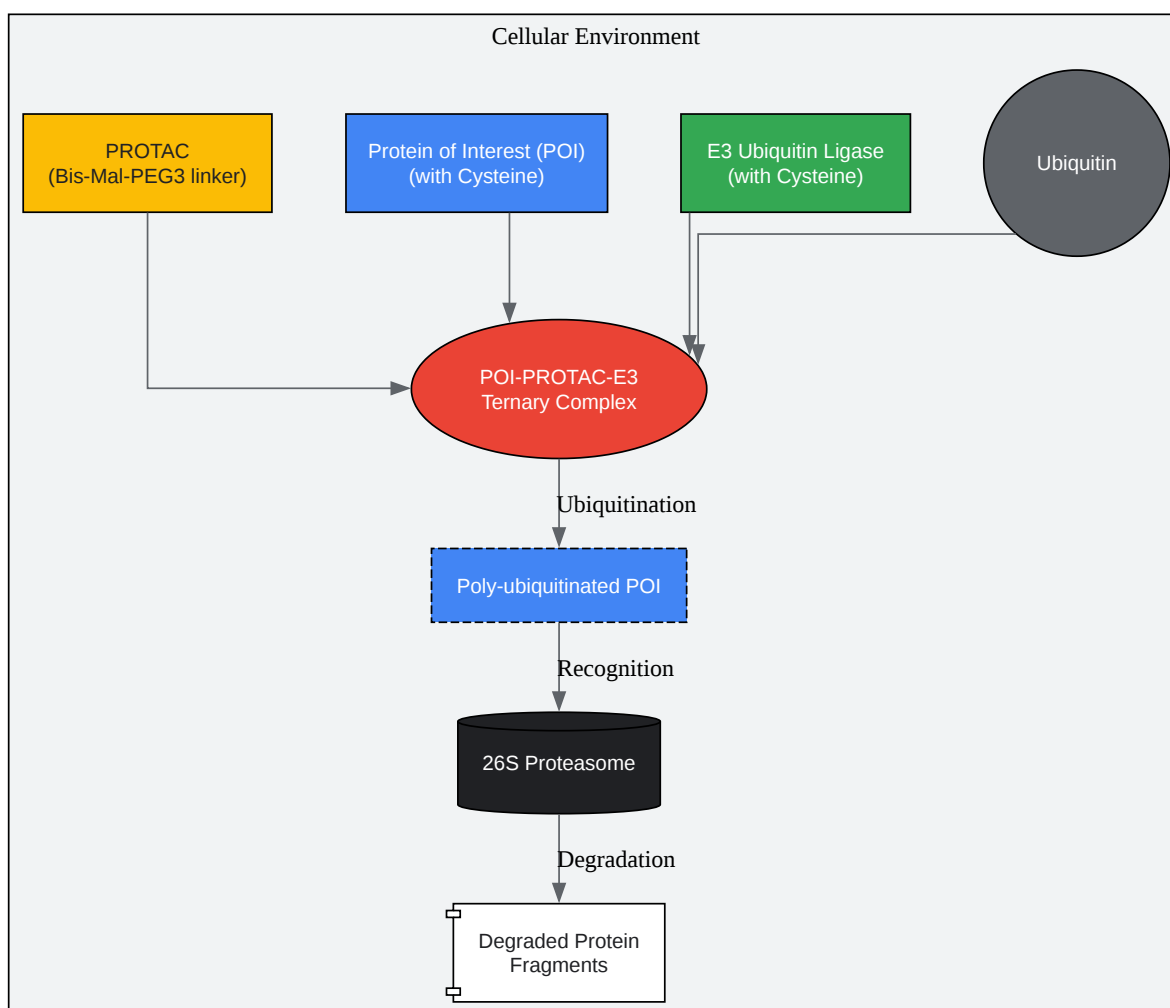 Cellular Environment
PROTAC
(Bis-Mal-PEG3 linker)
Protein of Interest (POI)
(with Cysteine)
E3 Ubiquitin Ligase
(with Cysteine)
Ubiquitin
POI-PROTAC-E3
Ternary Complex
Ubiquitination
Poly-ubiquitinated POI
Recognition
26S Proteasome
Degradation
Degraded Protein
Fragments